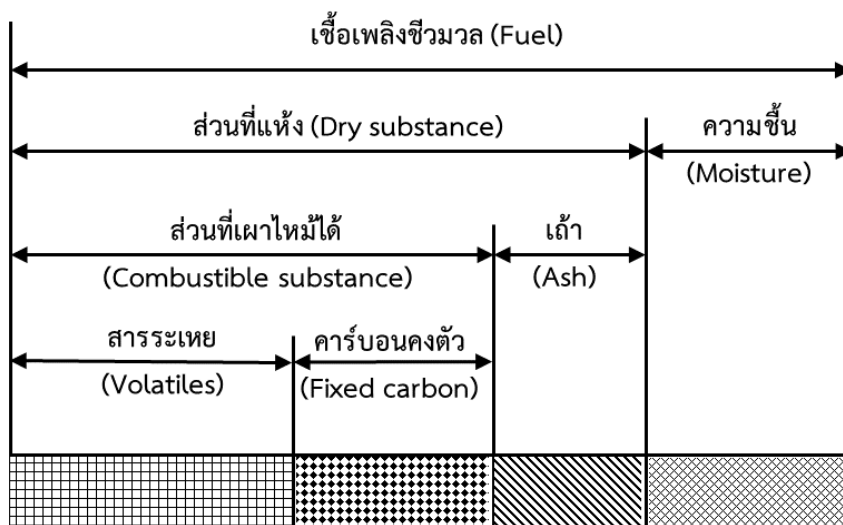 เชื้อเพลิงชีวมวล (Fuel)
ส่วนที่แห้ง (Dry substance)
ความชื้น
(Moisture)
ส่วนที่เผาไหม้ได้
(Combustible substance)
เถ้า
(Ash)
สารระเหย
(Volatiles)
คาร์บอนคงตัว
(Fixed carbon)